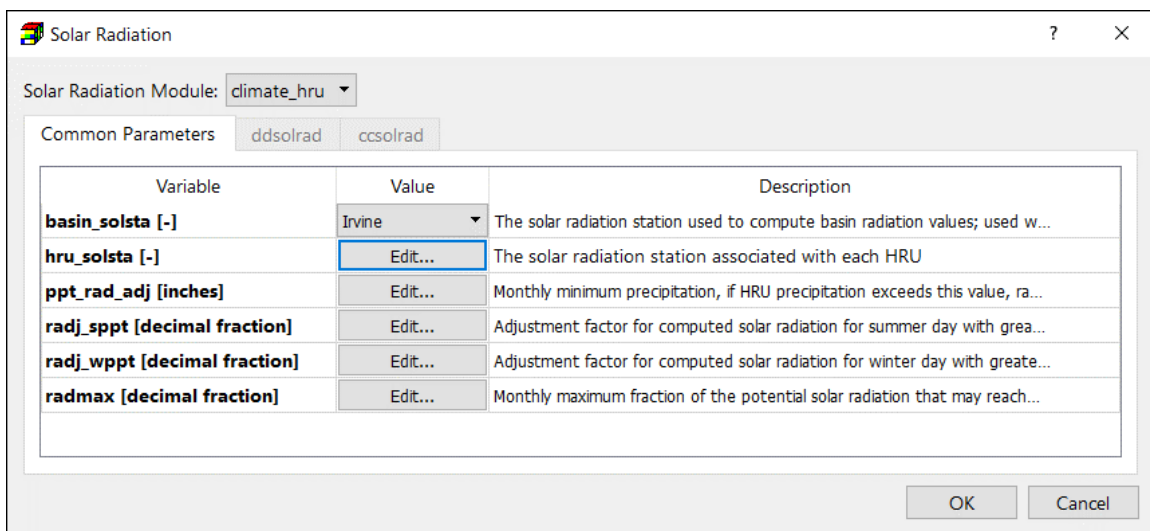 Solar Radiation ? ×
Solar Radiation Module: climate_hru
Common Parameters ddsolrad ccsolrad
Variable Value Description
basin_solsta [-] Irvine The solar radiation station used to compute basin radiation values; used w...
hru_solsta [-] Edit... The solar radiation station associated with each HRU
ppt_rad_adj [inches] Edit... Monthly minimum precipitation, if HRU precipitation exceeds this value, ra...
radj_sppt [decimal fraction] Edit... Adjustment factor for computed solar radiation for summer day with grea...
radj_wppt [decimal fraction] Edit... Adjustment factor for computed solar radiation for winter day with greate...
radmax [decimal fraction] Edit... Monthly maximum fraction of the potential solar radiation that may reach...
OK Cancel